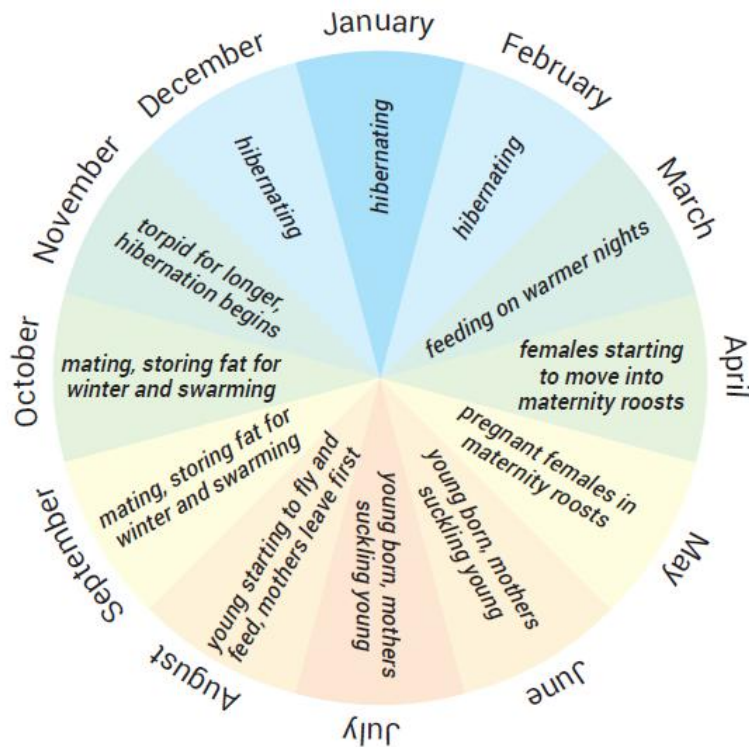 January
hibernating
February
hibernating
March
feeding on warmer nights
April
females starting
to move into
maternity roosts
May
pregnant females in
maternity roosts
June
young born, mothers
suckling young
July
young born, mothers
suckling young
August
young starting to fly and
feed, mothers leave first
September
mating, storing fat for
winter and swarming
October
mating, storing fat for
winter and swarming
November
torpid for longer,
hibernation begins
December
hibernating